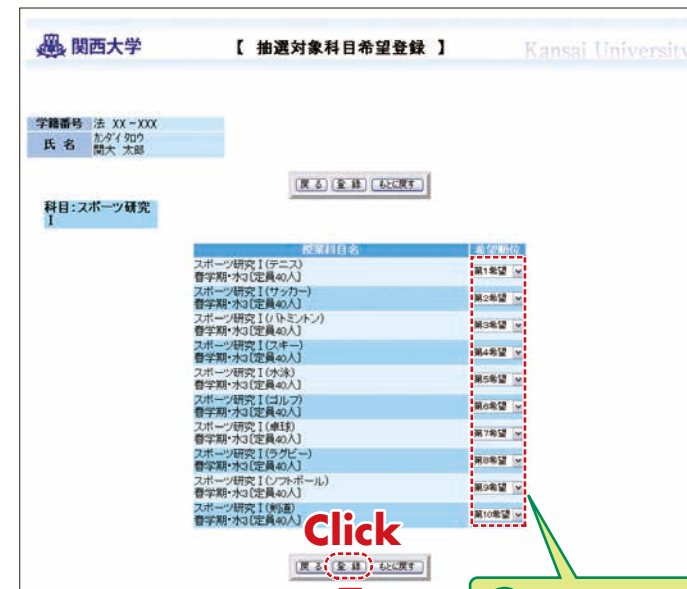 関西大学
【 抽選対象科目希望登録 】
Kansai University
学籍番号 法 XX-XXX
氏 名 カンダイ タロウ
関大 太郎
戻 る 登 録 もとに戻す
科目:スポーツ研究
I
授業科目名 希望順位
スポーツ研究Ⅰ(テニス)
春学期・水3[定員40人] 第1希望
スポーツ研究Ⅰ(サッカー)
春学期・水3[定員40人] 第2希望
スポーツ研究Ⅰ(バトミントン)
春学期・水3[定員40人] 第3希望
スポーツ研究Ⅰ(スキー)
春学期・水3[定員40人] 第4希望
スポーツ研究Ⅰ(水泳)
春学期・水3[定員40人] 第5希望
スポーツ研究Ⅰ(ゴルフ)
春学期・水3[定員40人] 第6希望
スポーツ研究Ⅰ(卓球)
春学期・水3[定員40人] 第7希望
スポーツ研究Ⅰ(ラグビー)
春学期・水3[定員40人] 第8希望
スポーツ研究Ⅰ(ソフトボール)
春学期・水3[定員40人] 第9希望
スポーツ研究Ⅰ(剣道)
春学期・水3[定員40人] 第10希望
Click
戻 る 登 録 もとに戻す